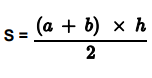 S = (a + b) × h / 2